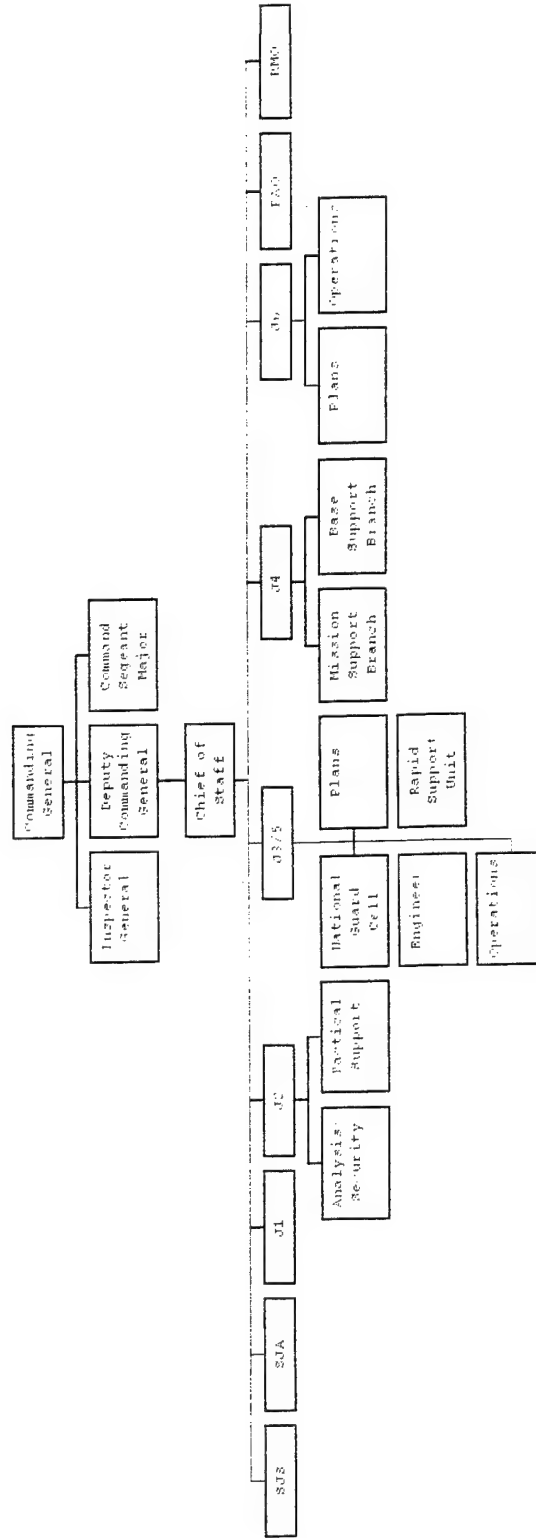 Commanding
General
Inspector
General
Deputy
Commanding
General
Command
Segeant
Major
Chief of
Staff
SJS
SJA
J1
J2
J3/5
J4
J6
PAO
RMO
Analysis
Security
Tactical
Support
National
Guard
Cell
Plans
Engineer
Rapid
Support
Unit
Operations
Mission
Support
Branch
Base
Support
Branch
Plans
Operations